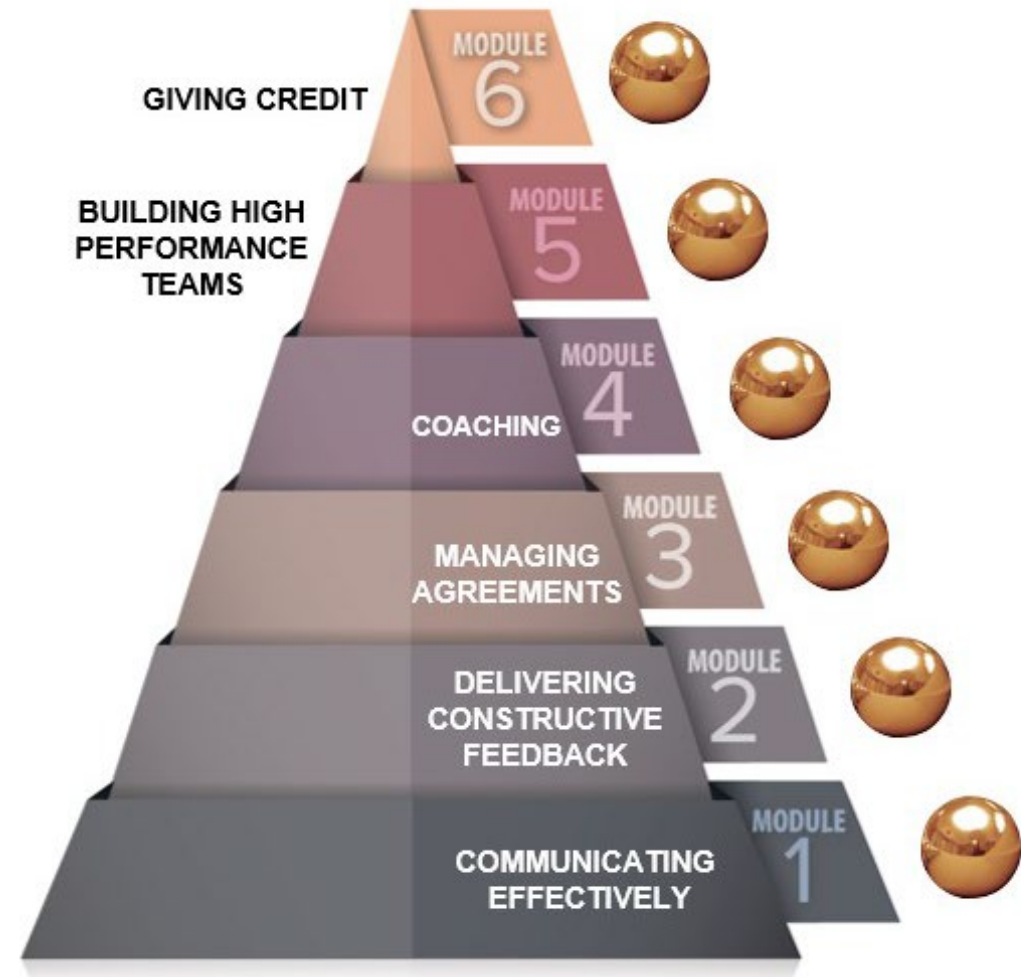 MODULE
6
GIVING CREDIT
MODULE
5
BUILDING HIGH
PERFORMANCE
TEAMS
MODULE
4
COACHING
MODULE
3
MANAGING
AGREEMENTS
MODULE
2
DELIVERING
CONSTRUCTIVE
FEEDBACK
MODULE
1
COMMUNICATING
EFFECTIVELY